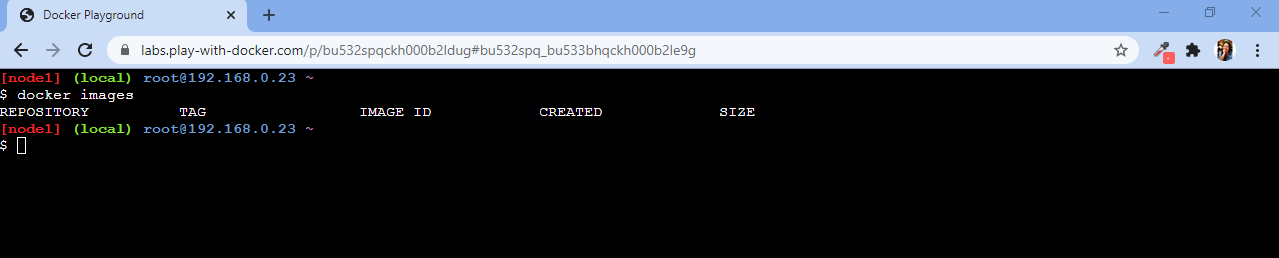 Docker Playground
labs.play-with-docker.com/p/bu532spqckh000b2ldug#bu532spq_bu533bhqckh000b2le9g
[node1] (local) root@192.168.0.23 ~
$ docker images
REPOSITORY TAG IMAGE ID CREATED SIZE
[node1] (local) root@192.168.0.23 ~
$